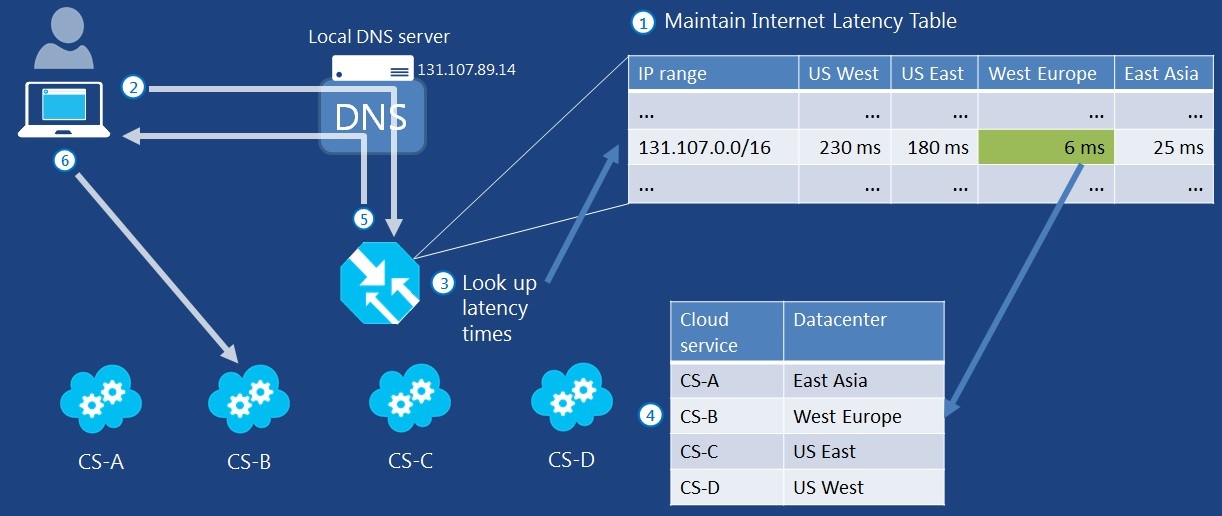 1 Maintain Internet Latency Table
Local DNS server
131.107.89.14
2
DNS
IP range US West US East West Europe East Asia
... ... ... ... ...
131.107.0.0/16 230 ms 180 ms 6 ms 25 ms
... ... ... ... ...
6
5
3 Look up
latency
times
Cloud
service Datacenter
CS-A East Asia
4 CS-B West Europe
CS-C US East
CS-D US West
CS-A CS-B CS-C CS-D